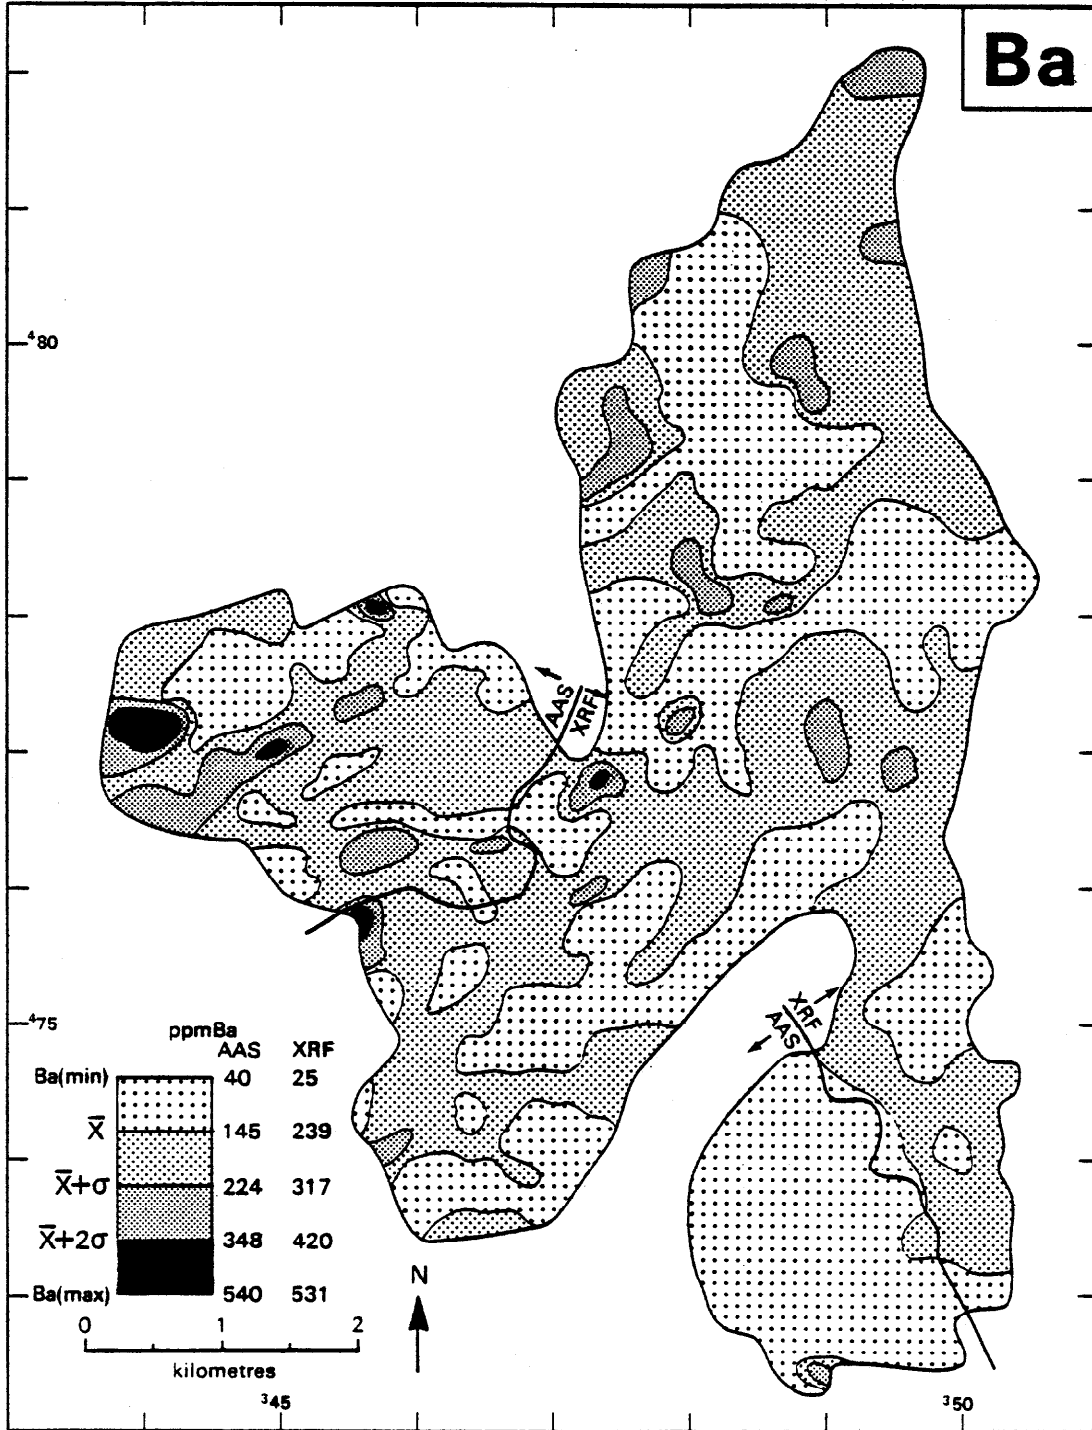 Ba
⁴80
AAS
XRF
XRF
AAS
⁴75
ppmBa
AAS XRF
Ba(min) 40 25
X̅ 145 239
X̅+σ 224 317
X̅+2σ 348 420
Ba(max) 540 531
N
0 1 2
kilometres
³45 ³50